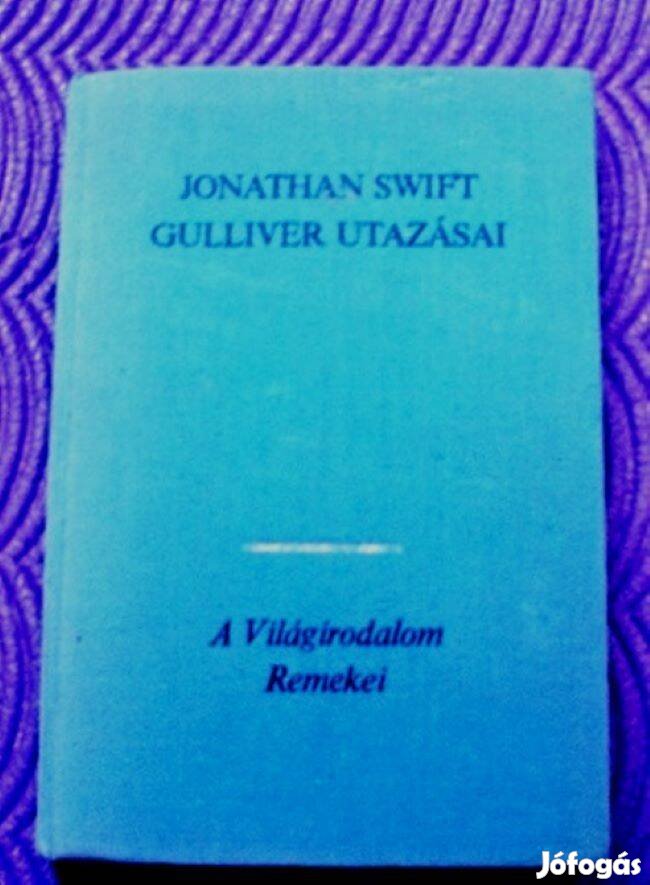 JONATHAN SWIFT
GULLIVER UTAZÁSAI
A Világirodalom
Remekei
Jófogás